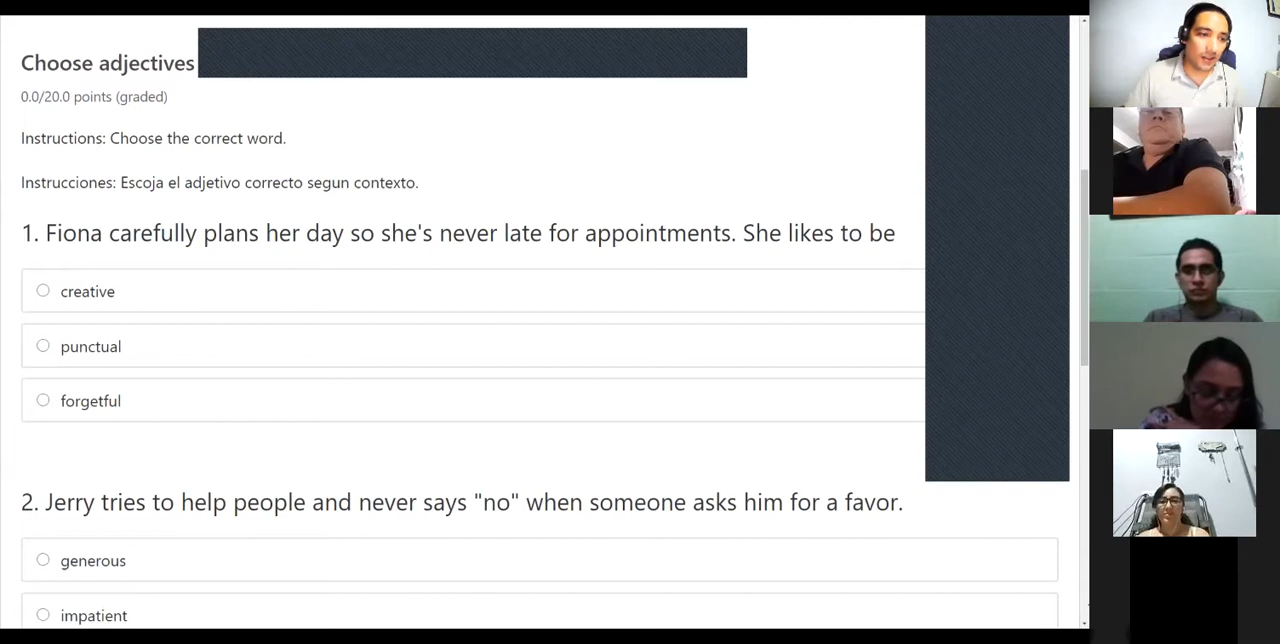 Choose adjectives
0.0/20.0 points (graded)
Instructions: Choose the correct word.
Instrucciones: Escoja el adjetivo correcto segun contexto.
1. Fiona carefully plans her day so she's never late for appointments. She likes to be
creative
punctual
forgetful
2. Jerry tries to help people and never says "no" when someone asks him for a favor.
generous
impatient